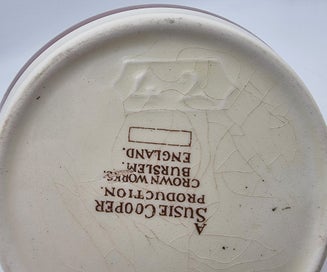 A
SUSIE COOPER
PRODUCTION.
CROWN WORKS,
BURSLEM.
ENGLAND.